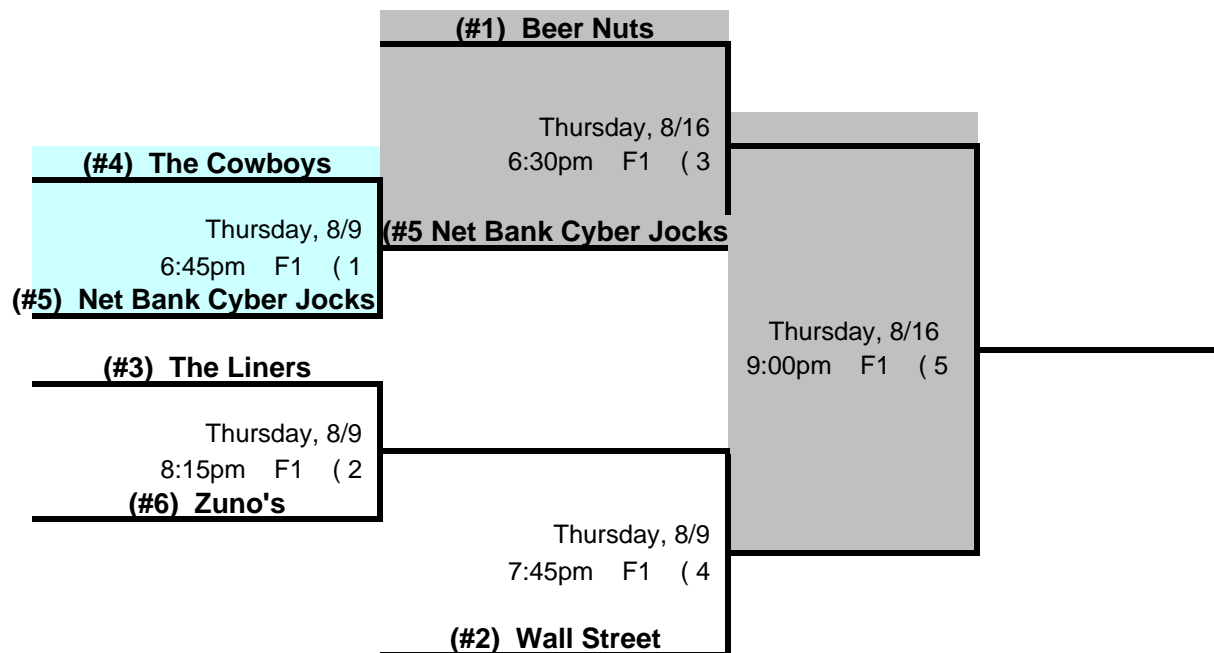 (#1) Beer Nuts
Thursday, 8/16
6:30pm F1 ( 3
(#4) The Cowboys
Thursday, 8/9
6:45pm F1 ( 1
(#5) Net Bank Cyber Jocks
(#5 Net Bank Cyber Jocks
Thursday, 8/16
9:00pm F1 ( 5
(#3) The Liners
Thursday, 8/9
8:15pm F1 ( 2
(#6) Zuno's
Thursday, 8/9
7:45pm F1 ( 4
(#2) Wall Street